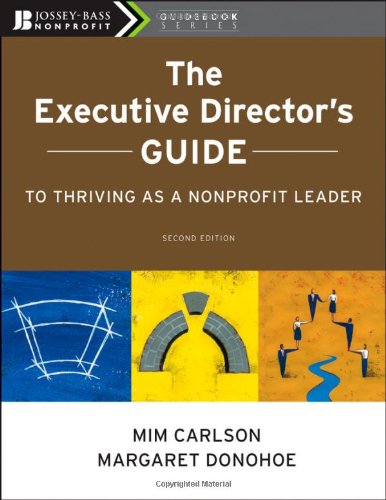 JOSSEY-BASS
NONPROFIT
GUIDEBOOK
SERIES
The
Executive Director's
GUIDE
TO THRIVING AS A NONPROFIT LEADER
SECOND EDITION
MIM CARLSON
MARGARET DONOHOE